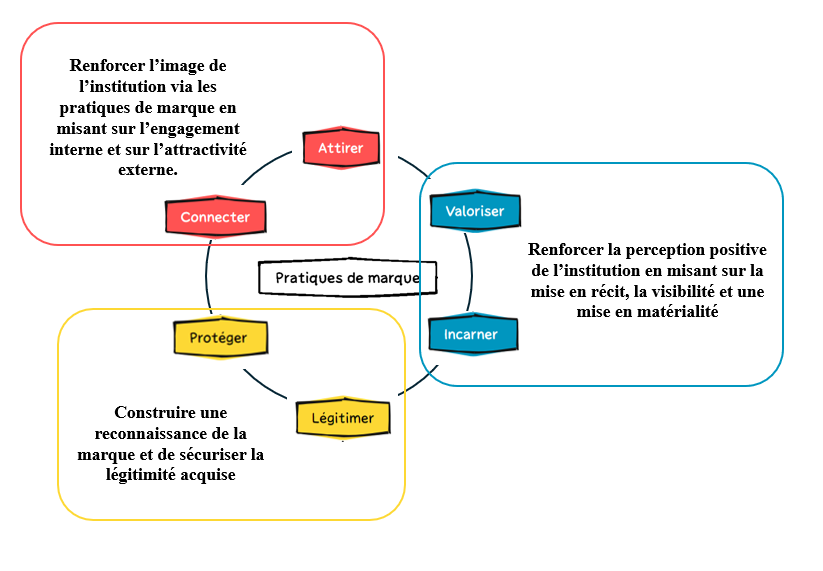 Renforcer l’image de
l’institution via les
pratiques de marque en
misant sur l’engagement
interne et sur l’attractivité
externe.
Attirer
Connecter
Valoriser
Renforcer la perception positive
de l’institution en misant sur la
mise en récit, la visibilité et une
mise en matérialité
Pratiques de marque
Incarner
Protéger
Légitimer
Construire une
reconnaissance de la
marque et de sécuriser la
légitimité acquise